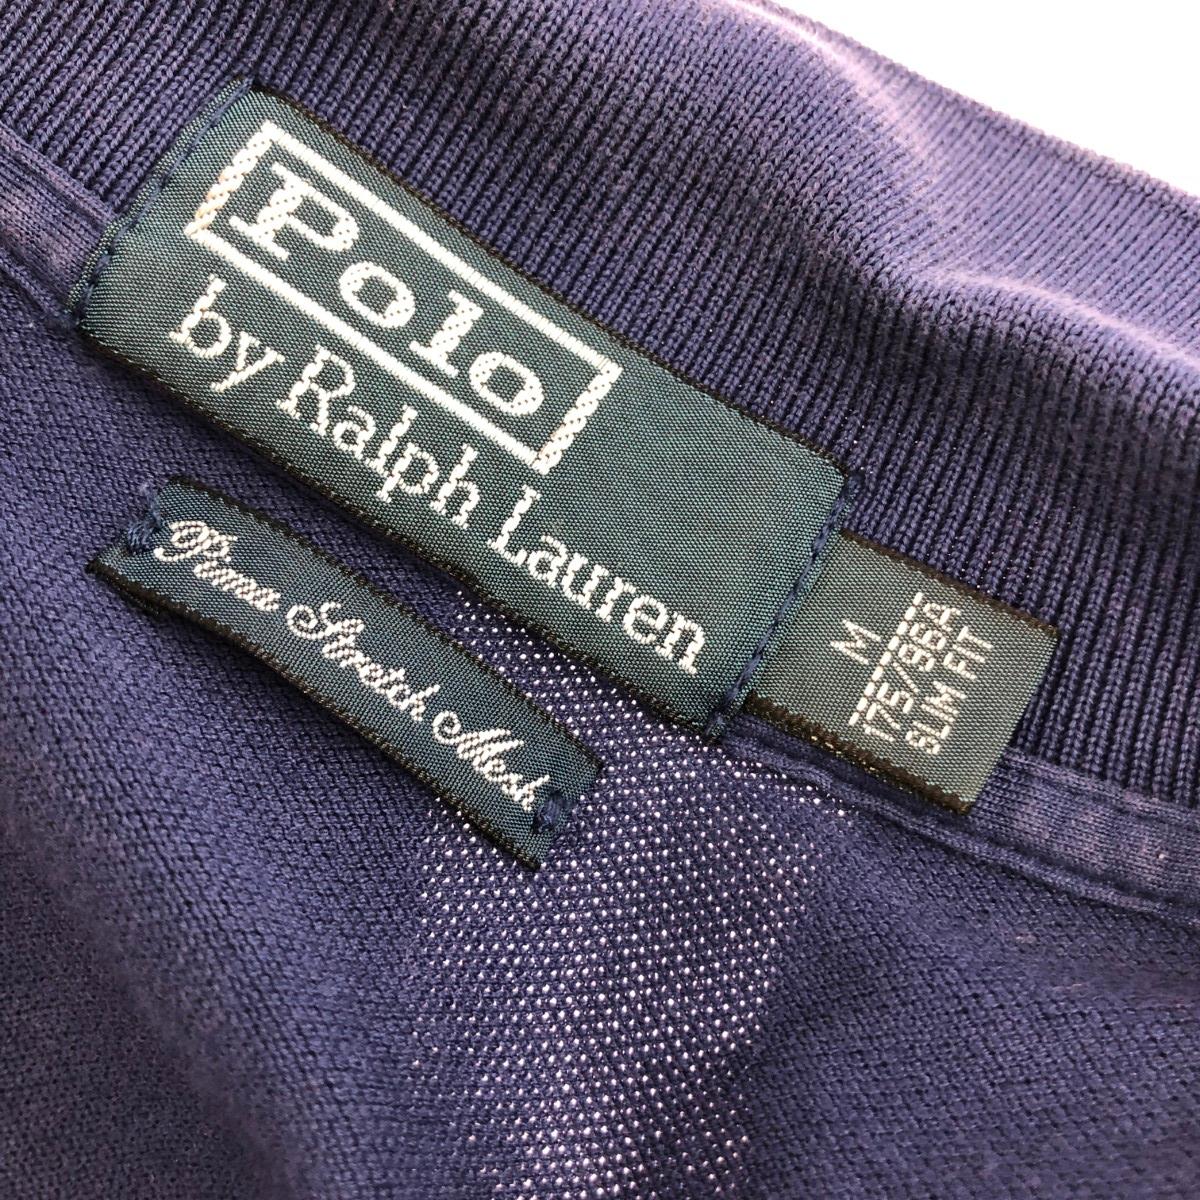 Polo
by Ralph Lauren
M
175/96A
SLIM FIT
Pima Stretch Mesh